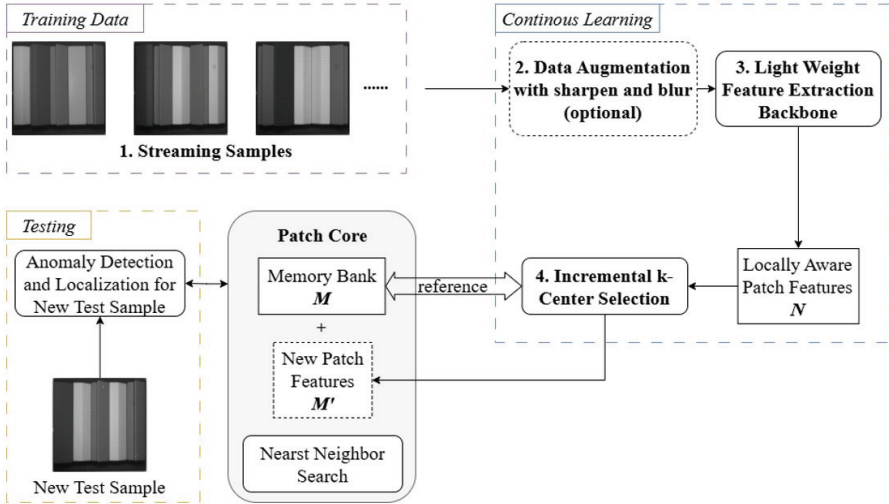 Training Data
......
1. Streaming Samples
Continous Learning
2. Data Augmentation
with sharpen and blur
(optional)
3. Light Weight
Feature Extraction
Backbone
Locally Aware
Patch Features
N
4. Incremental k-
Center Selection
reference
Patch Core
Memory Bank
M
+
New Patch
Features
M'
Nearst Neighbor
Search
Testing
Anomaly Detection
and Localization for
New Test Sample
New Test Sample